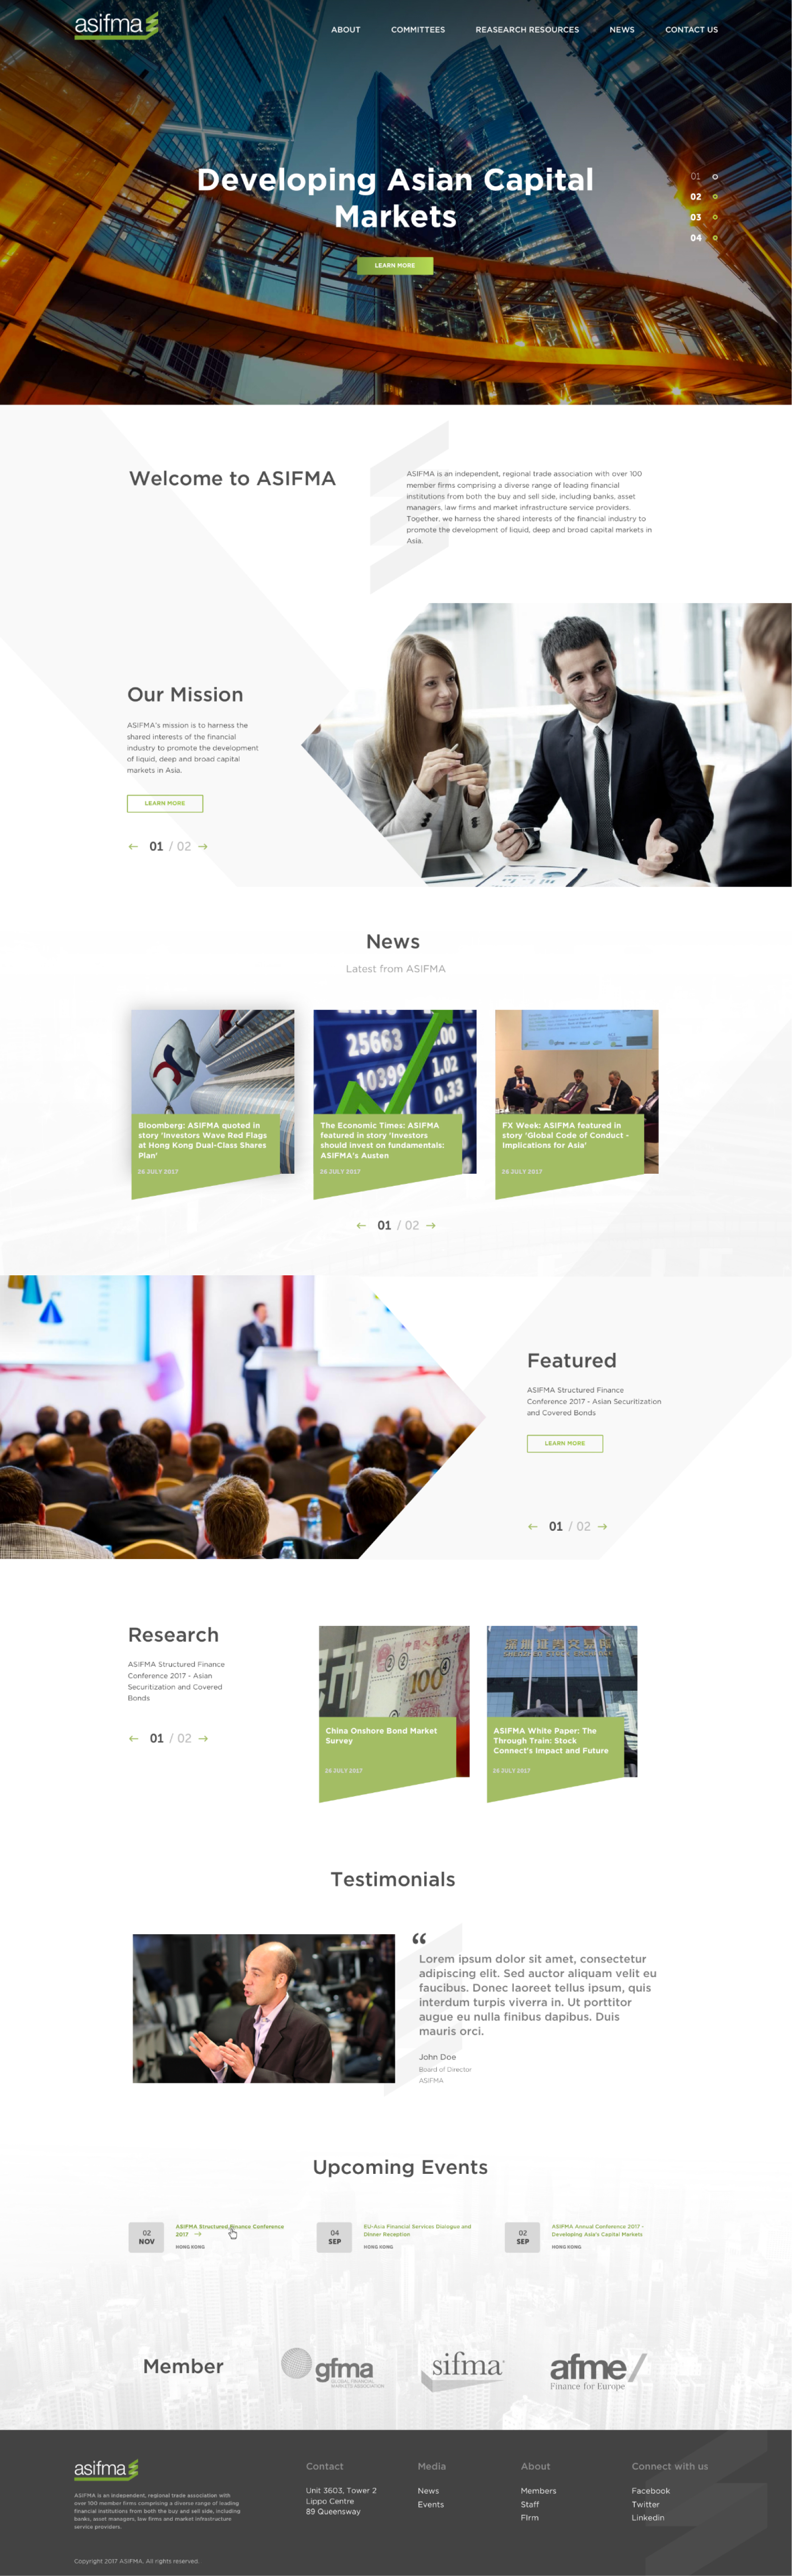 asifma
ABOUT COMMITTEES REASEARCH RESOURCES NEWS CONTACT US
Developing Asian Capital
Markets
LEARN MORE
01
02
03
04
Welcome to ASIFMA
ASIFMA is an independent, regional trade association with over 100
member firms comprising a diverse range of leading financial
institutions from both the buy and sell side, including banks, asset
managers, law firms and market infrastructure service providers.
Together, we harness the shared interests of the financial industry to
promote the development of liquid, deep and broad capital markets in
Asia.
Our Mission
ASIFMA's mission is to harness the
shared interests of the financial
industry to promote the development
of liquid, deep and broad capital
markets in Asia.
LEARN MORE
← 01 / 02 →
News
Latest from ASIFMA
25663
.00
10399
1.02
0.33
Bloomberg: ASIFMA quoted in
story 'Investors Wave Red Flags
at Hong Kong Dual-Class Shares
Plan'
26 JULY 2017
The Economic Times: ASIFMA
featured in story 'Investors
should invest on fundamentals:
ASIFMA's Austen
26 JULY 2017
FX Week: ASIFMA featured in
story 'Global Code of Conduct -
Implications for Asia'
26 JULY 2017
← 01 / 02 →
Featured
ASIFMA Structured Finance
Conference 2017 - Asian Securitization
and Covered Bonds
LEARN MORE
← 01 / 02 →
Research
ASIFMA Structured Finance
Conference 2017 - Asian
Securitization and Covered
Bonds
← 01 / 02 →
100
China Onshore Bond Market
Survey
26 JULY 2017
SHENZHEN STOCK EXCHANGE
ASIFMA White Paper: The
Through Train: Stock
Connect's Impact and Future
26 JULY 2017
Testimonials
“
Lorem ipsum dolor sit amet, consectetur
adipiscing elit. Sed auctor aliquam velit eu
faucibus. Donec laoreet tellus ipsum, quis
interdum turpis viverra in. Ut porttitor
augue eu nulla finibus dapibus. Duis
mauris orci.
John Doe
Board of Director
ASIFMA
Upcoming Events
02
NOV
ASIFMA Structured Finance Conference
2017 →
HONG KONG
04
SEP
EU-Asia Financial Services Dialogue and
Dinner Reception
HONG KONG
02
SEP
ASIFMA Annual Conference 2017 -
Developing Asia's Capital Markets
HONG KONG
Member
gfma
GLOBAL FINANCIAL
MARKETS ASSOCIATION
sifma
afme/
Finance for Europe
asifma
ASIFMA is an independent, regional trade association with
over 100 member firms comprising a diverse range of leading
financial institutions from both the buy and sell side, including
banks, asset managers, law firms and market infrastructure
service providers.
Contact
Unit 3603, Tower 2
Lippo Centre
89 Queensway
Media
News
Events
About
Members
Staff
Firm
Connect with us
Facebook
Twitter
Linkedin
Copyright 2017 ASIFMA. All rights reserved.